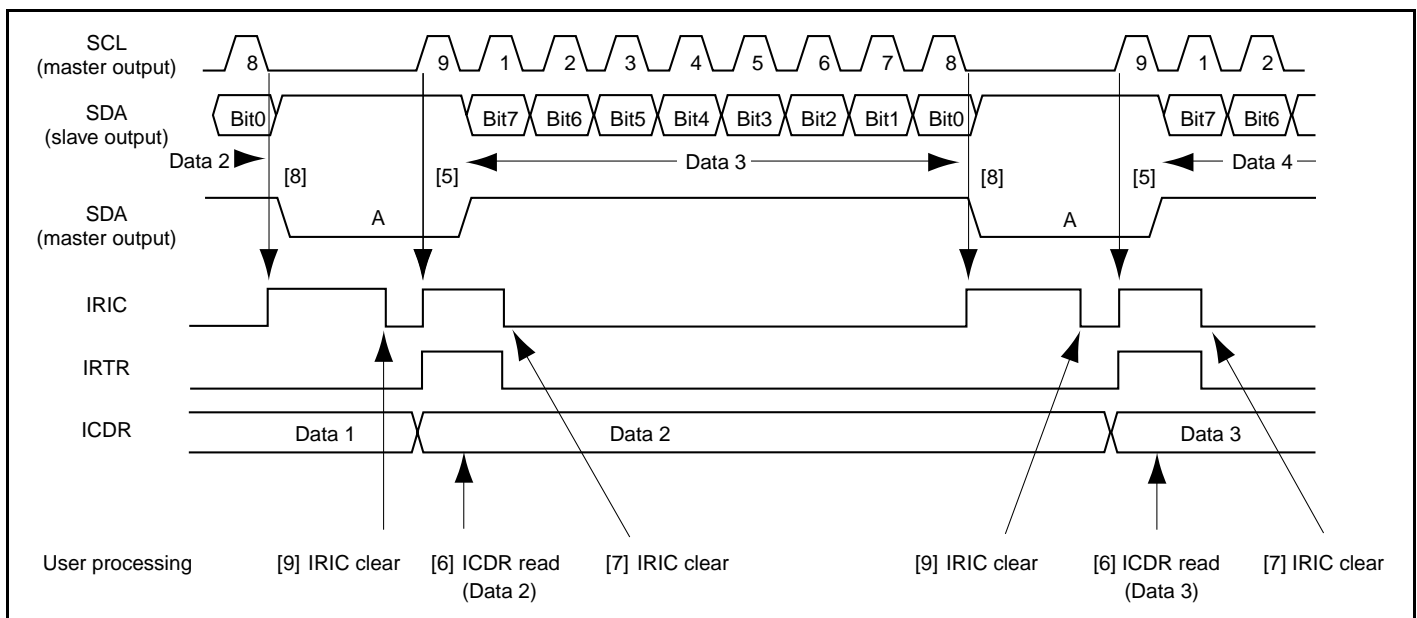 SCL
(master output)
8 9 1 2 3 4 5 6 7 8 9 1 2
SDA
(slave output)
Bit0 Bit7 Bit6 Bit5 Bit4 Bit3 Bit2 Bit1 Bit0 Bit7 Bit6
Data 2 [8] [5] Data 3 [8] [5] Data 4
SDA
(master output)
A A
IRIC
IRTR
ICDR
Data 1 Data 2 Data 3
User processing [9] IRIC clear [6] ICDR read [7] IRIC clear [9] IRIC clear [6] ICDR read [7] IRIC clear
(Data 2) (Data 3)